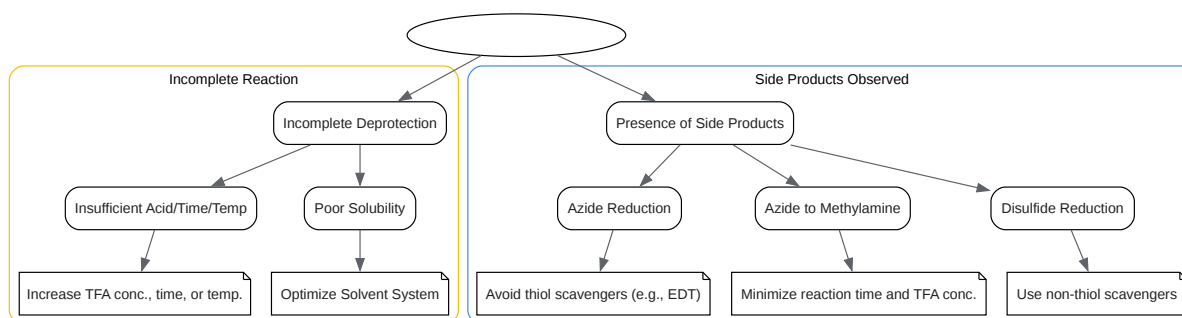 Incomplete Reaction
Side Products Observed
Incomplete Deprotection
Presence of Side Products
Insufficient Acid/Time/Temp
Poor Solubility
Azide Reduction
Azide to Methylamine
Disulfide Reduction
Increase TFA conc., time, or temp.
Optimize Solvent System
Avoid thiol scavengers (e.g., EDT)
Minimize reaction time and TFA conc.
Use non-thiol scavengers